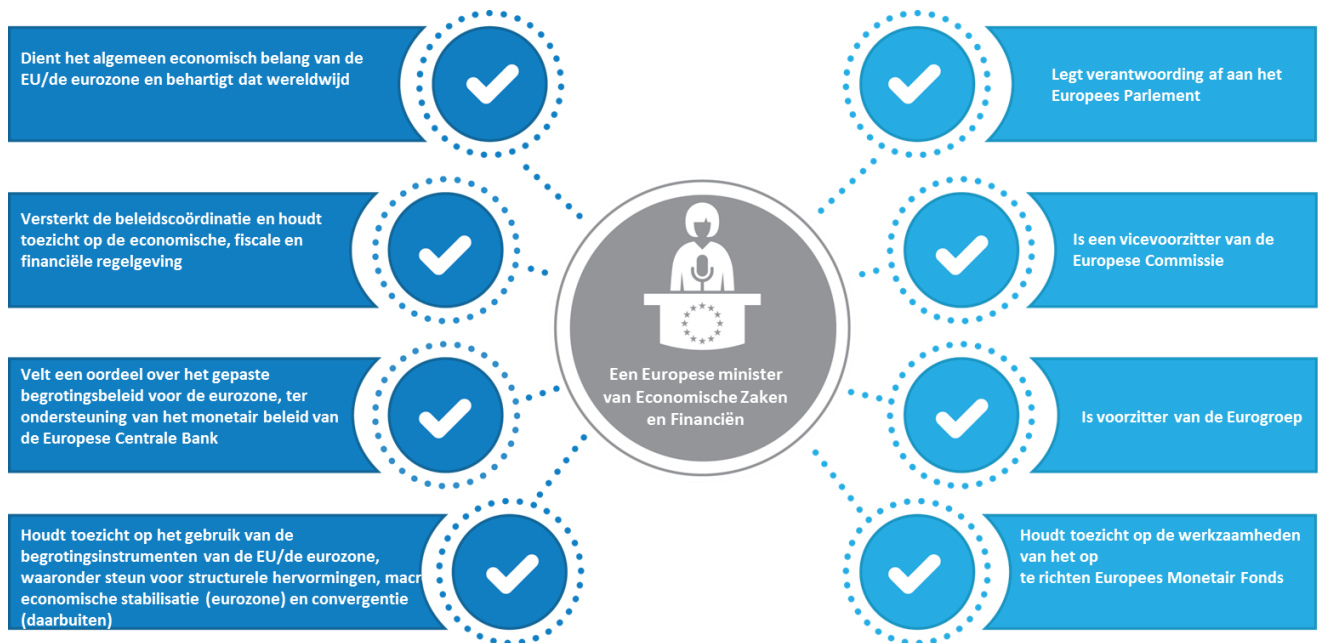 Dient het algemeen economisch belang van de
EU/de eurozone en behartigt dat wereldwijd
Versterkt de beleidscoördinatie en houdt
toezicht op de economische, fiscale en
financiële regelgeving
Velt een oordeel over het gepaste
begrotingsbeleid voor de eurozone, ter
ondersteuning van het monetair beleid van
de Europese Centrale Bank
Houdt toezicht op het gebruik van de
begrotingsinstrumenten van de EU/de eurozone,
waaronder steun voor structurele hervormingen, macr
economische stabilisatie (eurozone) en convergentie
(daarbuiten)
Een Europese minister
van Economische Zaken
en Financiën
Legt verantwoording af aan het
Europees Parlement
Is een vicevoorzitter van de
Europese Commissie
Is voorzitter van de Eurogroep
Houdt toezicht op de werkzaamheden
van het op
te richten Europees Monetair Fonds